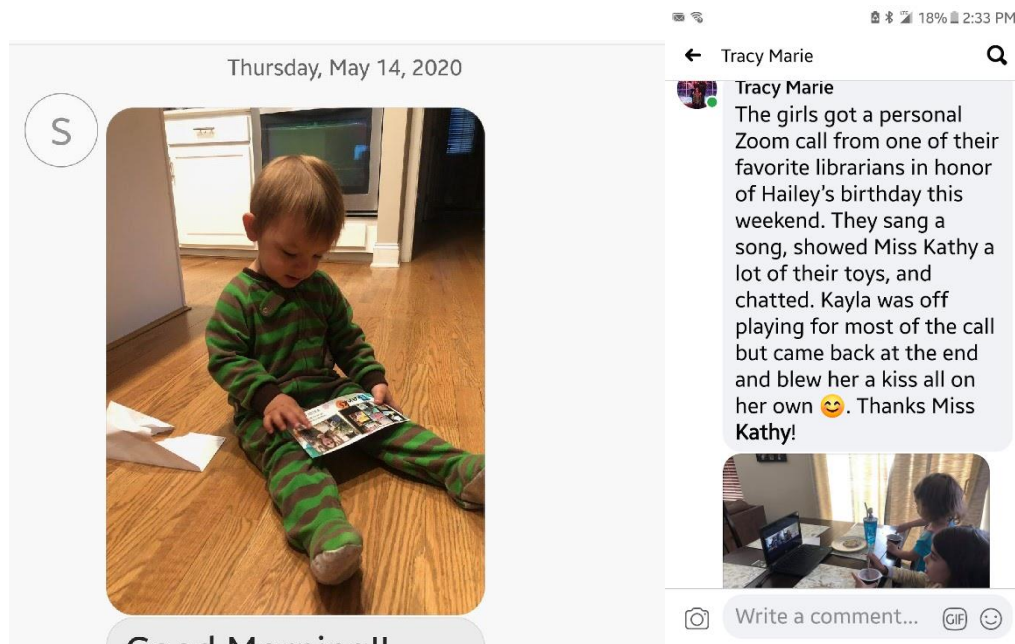 Thursday, May 14, 2020
S
18% 2:33 PM
Tracy Marie
Tracy Marie
The girls got a personal
Zoom call from one of their
favorite librarians in honor
of Hailey's birthday this
weekend. They sang a
song, showed Miss Kathy a
lot of their toys, and
chatted. Kayla was off
playing for most of the call
but came back at the end
and blew her a kiss all on
her own 😊. Thanks Miss
Kathy!
Write a comment...
GIF